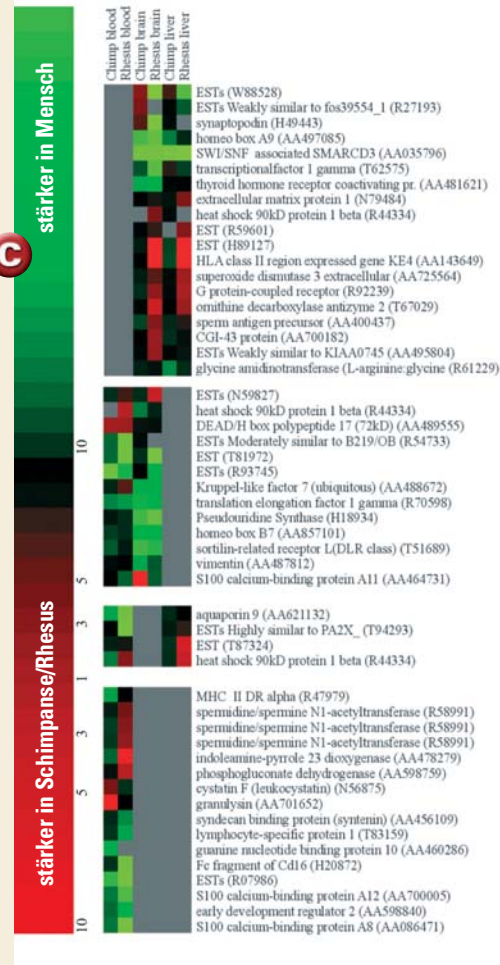 Chimp blood
Rhesus blood
Chimp brain
Rhesus brain
Chimp liver
Rhesus liver
stärker in Mensch
C
stärker in Schimpanse/Rhesus
10
5
3
1
3
5
10
ESTs (W88528)
ESTs Weakly similar to fos39554_1 (R27193)
synaptopodin (H49443)
homeo box A9 (AA497085)
SWI/SNF associated SMARCD3 (AA035796)
transcriptionalfactor 1 gamma (T62575)
thyroid hormone receptor coactivating pr. (AA481621)
extracellular matrix protein 1 (N79484)
heat shock 90kD protein 1 beta (R44334)
EST (R59601)
EST (H89127)
HLA class II region expressed gene KE4 (AA143649)
superoxide dismutase 3 extracellular (AA725564)
G protein-coupled receptor (R92239)
ornithine decarboxylase antizyme 2 (T67029)
sperm antigen precursor (AA400437)
CGI-43 protein (AA700182)
ESTs Weakly similar to KIAA0745 (AA495804)
glycine amidinotransferase (L-arginine:glycine (R61229)
ESTs (N59827)
heat shock 90kD protein 1 beta (R44334)
DEAD/H box polypeptide 17 (72kD) (AA489555)
ESTs Moderately similar to B219/OB (R54733)
EST (T81972)
ESTs (R93745)
Kruppel-like factor 7 (ubiquitous) (AA488672)
translation elongation factor 1 gamma (R70598)
Pseudouridine Synthase (H18934)
homeo box B7 (AA857101)
sortilin-related receptor L(DLR class) (T51689)
vimentin (AA487812)
S100 calcium-binding protein A11 (AA464731)
aquaporin 9 (AA621132)
ESTs Highly similar to PA2X_ (T94293)
EST (T87324)
heat shock 90kD protein 1 beta (R44334)
MHC II DR alpha (R47979)
spermidine/spermine N1-acetyltransferase (R58991)
spermidine/spermine N1-acetyltransferase (R58991)
spermidine/spermine N1-acetyltransferase (R58991)
indoleamine-pyrrole 23 dioxygenase (AA478279)
phosphogluconate dehydrogenase (AA598759)
cystatin F (leukocystatin) (N56875)
granulysin (AA701652)
syndecan binding protein (syntenin) (AA456109)
lymphocyte-specific protein 1 (T83159)
guanine nucleotide binding protein 10 (AA460286)
Fc fragment of Cd16 (H20872)
ESTs (R07986)
S100 calcium-binding protein A12 (AA700005)
early development regulator 2 (AA598840)
S100 calcium-binding protein A8 (AA086471)